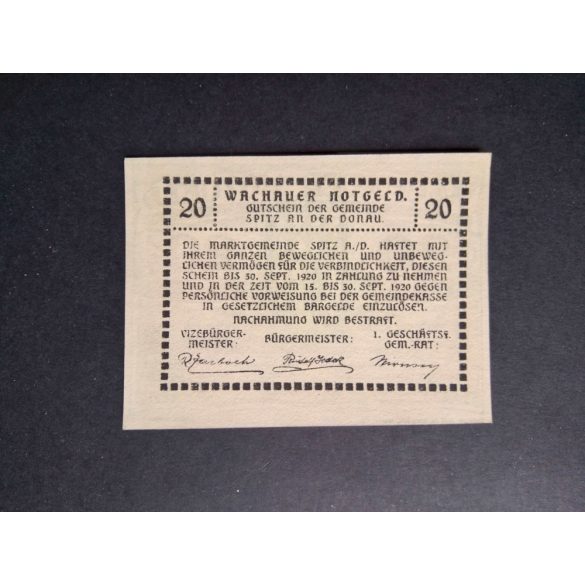 20 WACHAUER NOTGELD. 20
GUTSCHEIN DER GEMEINDE
SPITZ AN DER DONAU.
DIE MARKTGEMEINDE SPITZ A./D. HAFTET MIT
IHREM GANZEN BEWEGLICHEN UND UNBEWEG-
LICHEN VERMÖGEN FÜR DIE VERBINDLICHKEIT, DIESEN
SCHEIN BIS 30. SEPT. 1920 IN ZAHLUNG ZU NEHMEN
UND IN DER ZEIT VOM 15. BIS 30. SEPT. 1920 GEGEN
PERSÖNLICHE VORWEISUNG BEI DER GEMEINDEKASSE
IN GESETZLICHEM BARGELDE EINZULÖSEN.
NACHAHMUNG WIRD BESTRAFT.
VIZEBÜRGER-
MEISTER:
BÜRGERMEISTER:
1. GESCHÄFTSF.
GEM.-RAT: